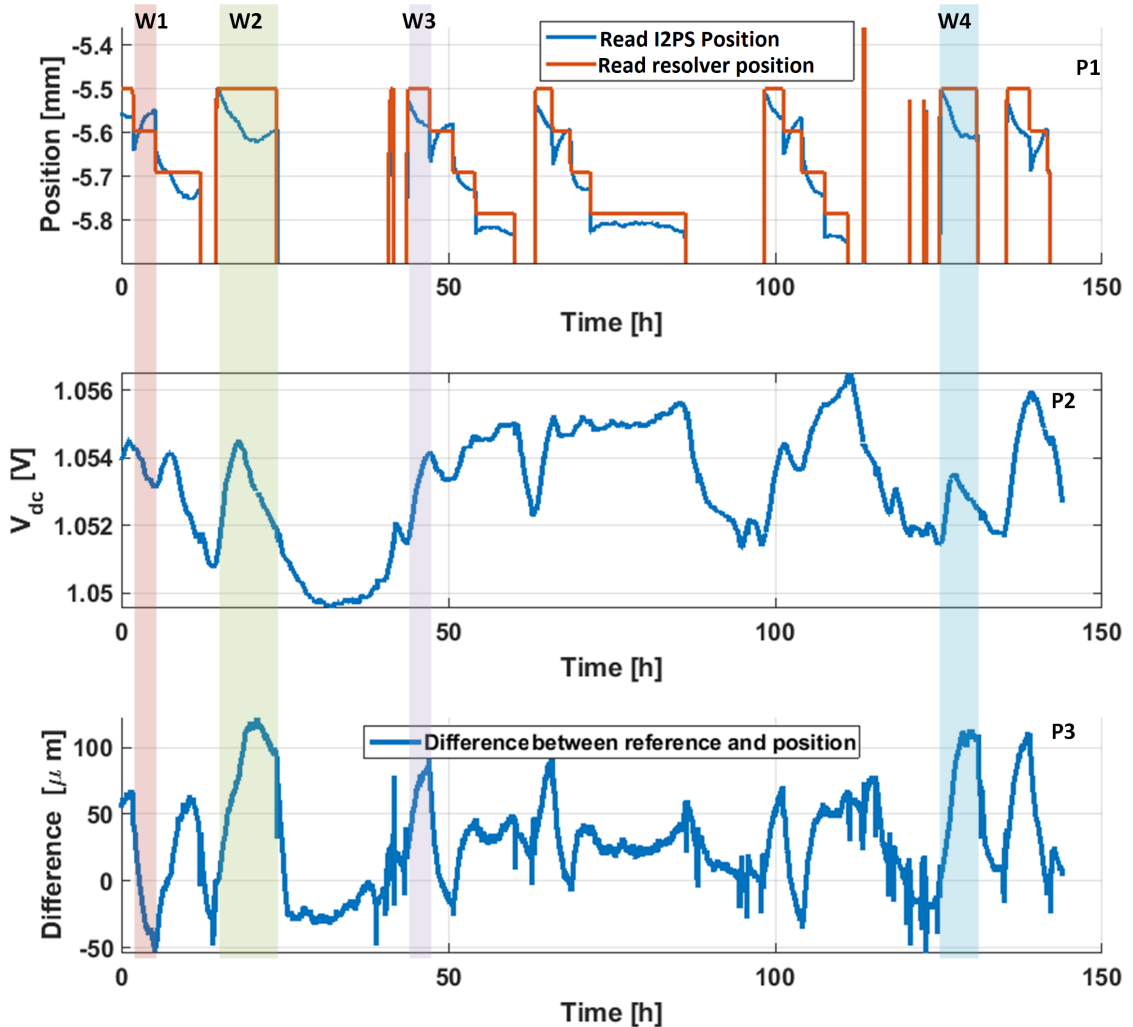 W1 W2 W3 W4
Read I2PS Position
Read resolver position
P1
Position [mm]
-5.4
-5.5
-5.6
-5.7
-5.8
0 50 100 150
Time [h]
P2
V_dc [V]
1.056
1.054
1.052
1.05
0 50 100 150
Time [h]
P3
Difference between reference and position
Difference [μ m]
100
50
0
-50
0 50 100 150
Time [h]